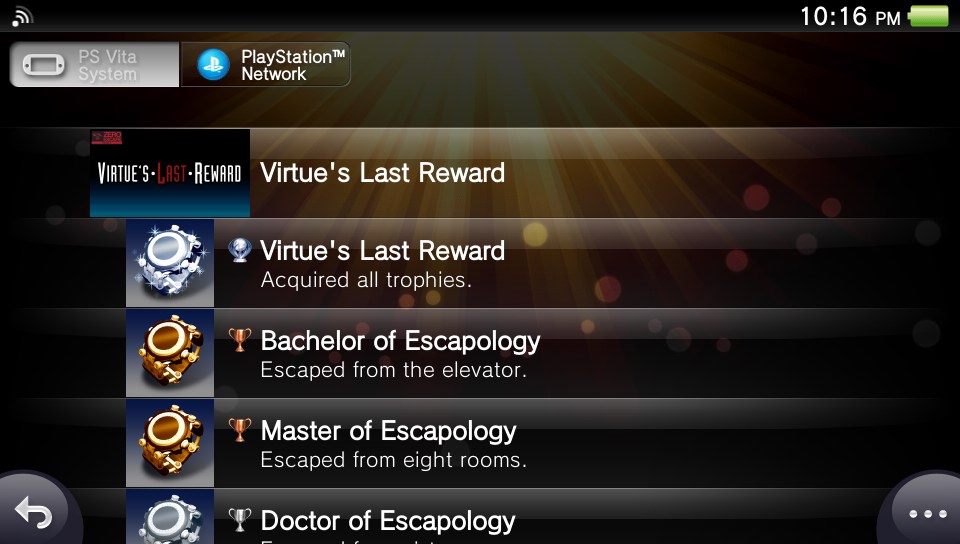 10:16 PM
PS Vita
System
PlayStation™
Network
ZERO
VIRTUE'S·LAST·REWARD
Virtue's Last Reward
Virtue's Last Reward
Acquired all trophies.
Bachelor of Escapology
Escaped from the elevator.
Master of Escapology
Escaped from eight rooms.
Doctor of Escapology